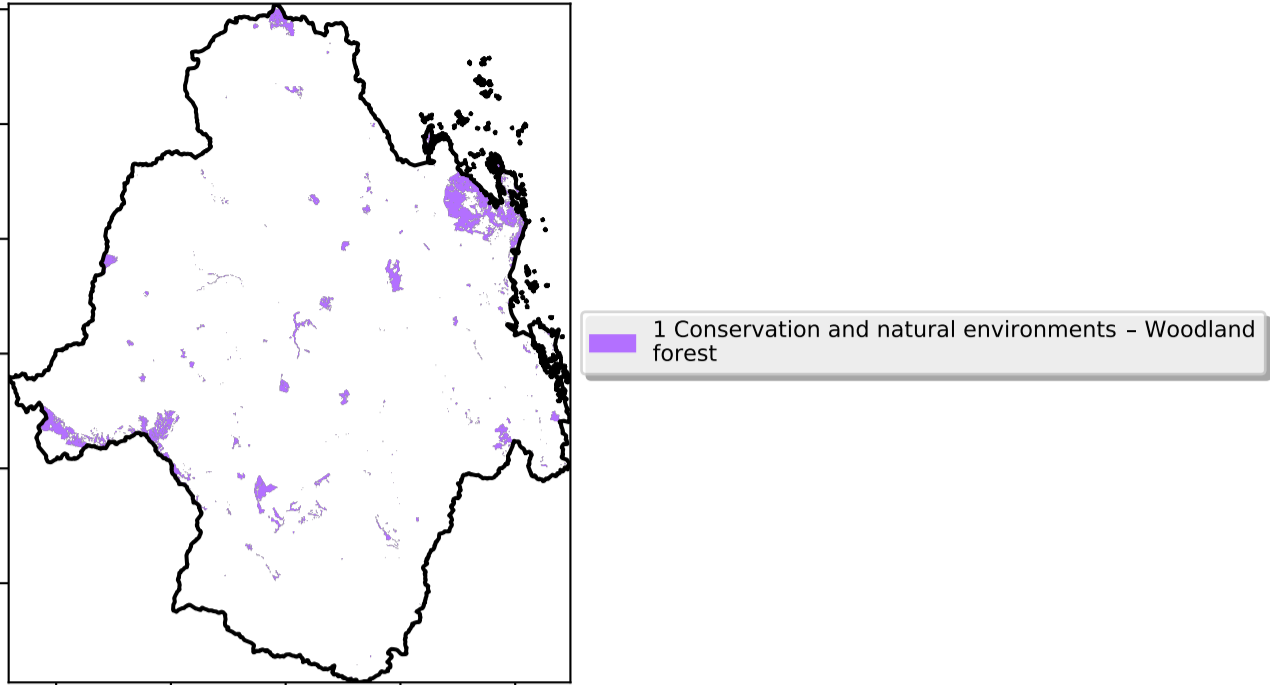 1 Conservation and natural environments – Woodland
forest